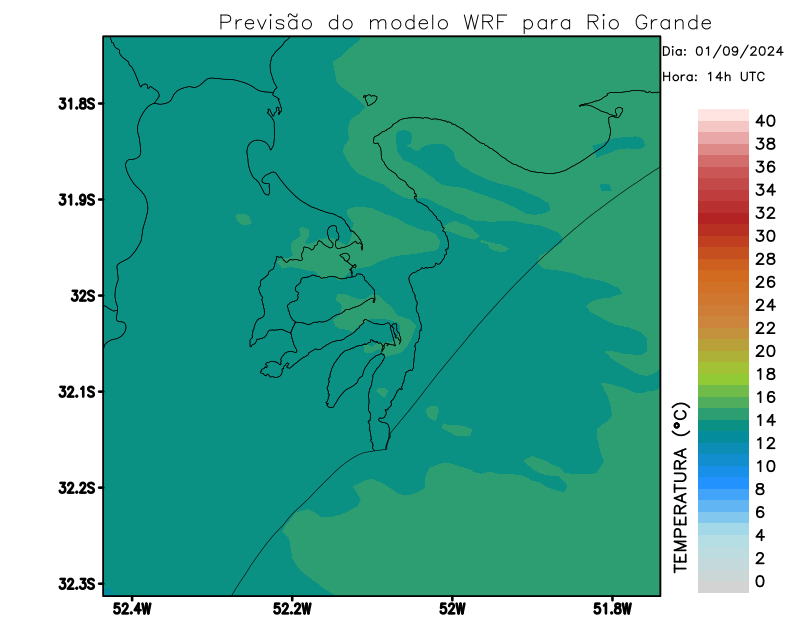 Previsão do modelo WRF para Rio Grande
Dia: 01/09/2024
Hora: 14h UTC
31.8S
31.9S
32S
32.1S
32.2S
32.3S
52.4W
52.2W
52W
51.8W
TEMPERATURA (°C)
40
38
36
34
32
30
28
26
24
22
20
18
16
14
12
10
8
6
4
2
0